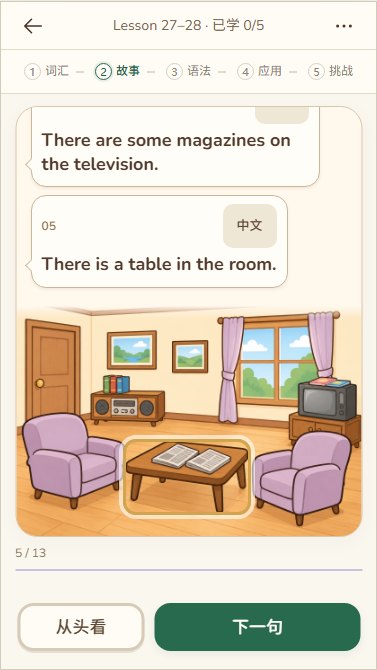 Lesson 27–28 · 已学 0/5
1 词汇 2 故事 3 语法 4 应用 5 挑战
There are some magazines on
the television.
05 中文
There is a table in the room.
5 / 13
从头看 下一句